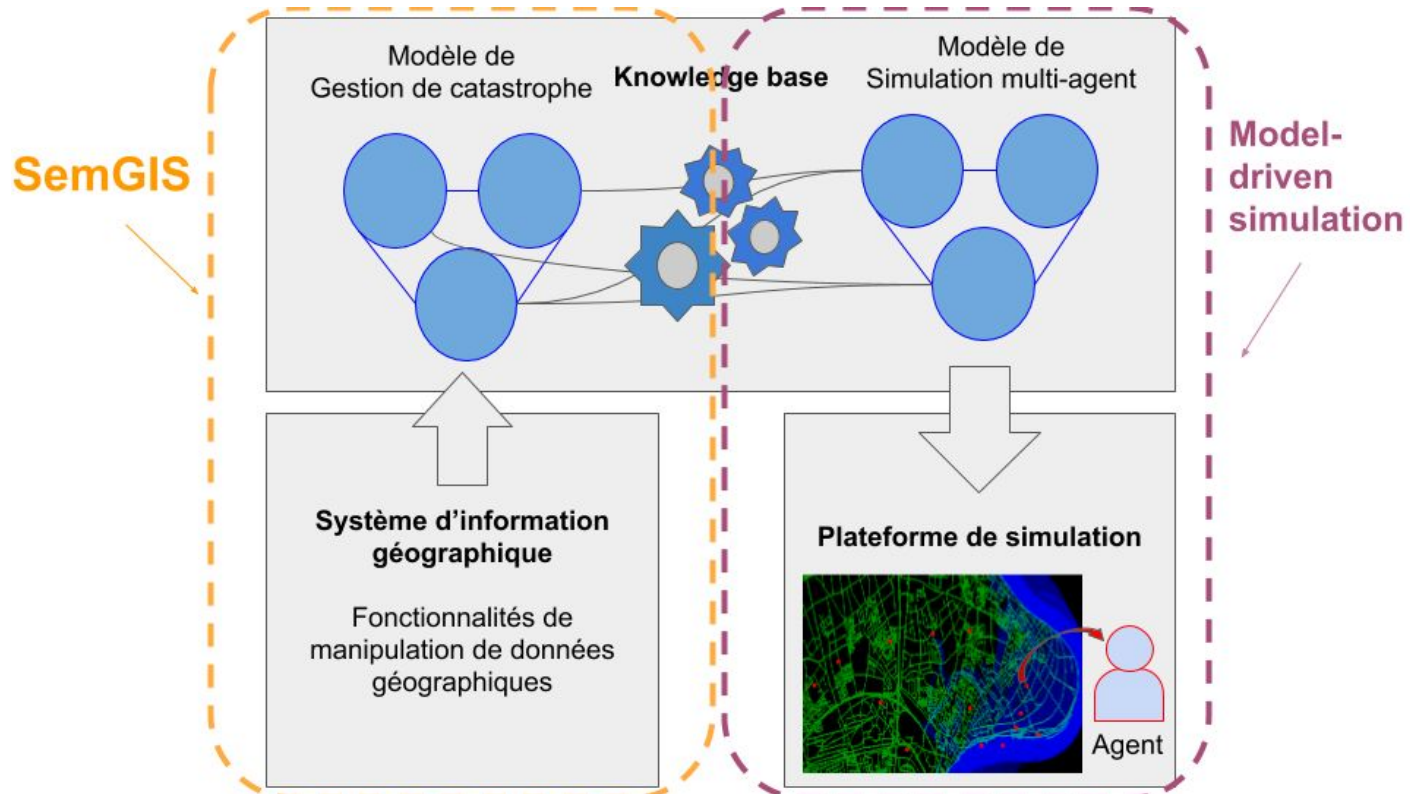 Modèle de
Gestion de catastrophe
Knowledge base
Modèle de
Simulation multi-agent
SemGIS
Model-
driven
simulation
Système d’information
géographique
Fonctionnalités de
manipulation de données
géographiques
Plateforme de simulation
Agent